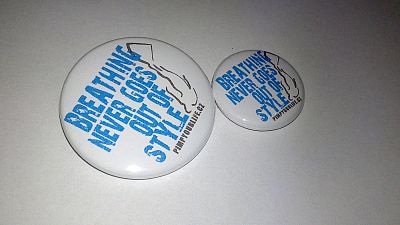 BREATHING
NEVER GOES
OUT OF
STYLE
PIMPYOURLIFE.CZ
BREATHING
NEVER GOES
OUT OF
STYLE
PIMPYOURLIFE.CZ